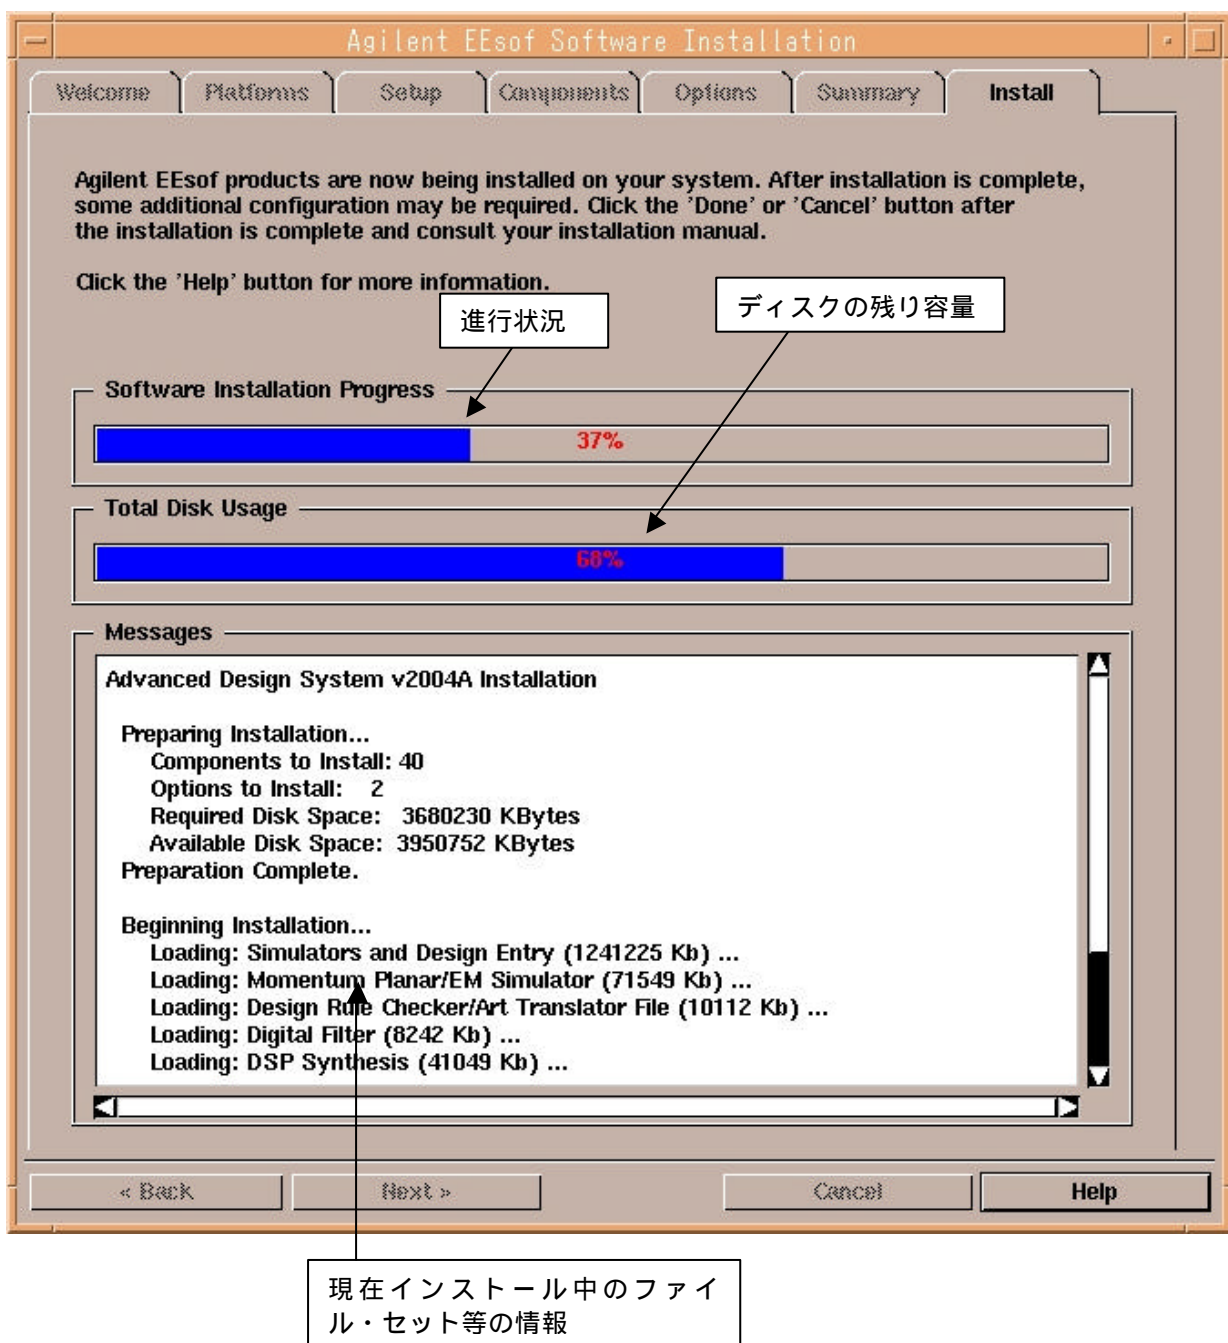 Agilent EEsof Software Installation
Welcome Platforms Setup Components Options Summary Install
Agilent EEsof products are now being installed on your system. After installation is complete,
some additional configuration may be required. Click the 'Done' or 'Cancel' button after
the installation is complete and consult your installation manual.
Click the 'Help' button for more information.
進行状況
ディスクの残り容量
Software Installation Progress
37%
Total Disk Usage
68%
Messages
Advanced Design System v2004A Installation
Preparing Installation...
Components to Install: 40
Options to Install: 2
Required Disk Space: 3680230 KBytes
Available Disk Space: 3950752 KBytes
Preparation Complete.
Beginning Installation...
Loading: Simulators and Design Entry (1241225 Kb) ...
Loading: Momentum Planar/EM Simulator (71549 Kb) ...
Loading: Design Rule Checker/Art Translator File (10112 Kb) ...
Loading: Digital Filter (8242 Kb) ...
Loading: DSP Synthesis (41049 Kb) ...
« Back Next » Cancel Help
現在インストール中のファイ
ル・セット等の情報